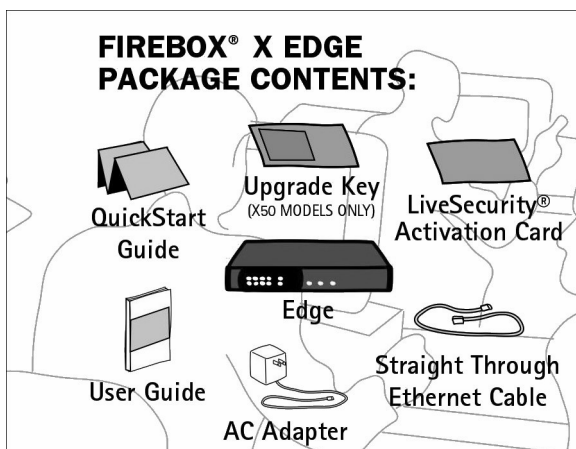 FIREBOX® X EDGE
PACKAGE CONTENTS:
QuickStart
Guide
Upgrade Key
(X50 MODELS ONLY)
LiveSecurity®
Activation Card
Edge
User Guide
AC Adapter
Straight Through
Ethernet Cable